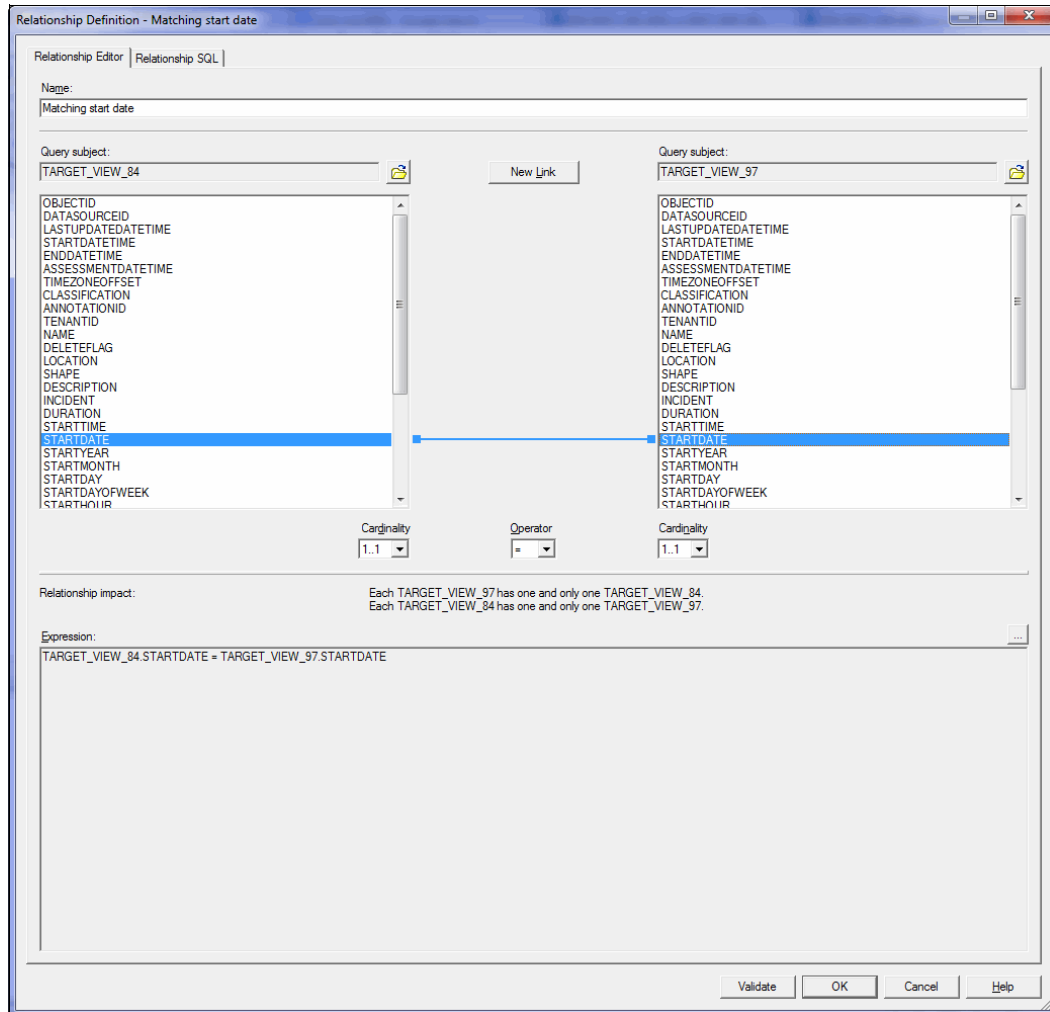 Relationship Definition - Matching start date
Relationship Editor
Relationship SQL
Name:
Matching start date
Query subject:
TARGET_VIEW_84
New Link
Query subject:
TARGET_VIEW_97
OBJECTID
DATASOURCEID
LASTUPDATEDATETIME
STARTDATETIME
ENDDATETIME
ASSESSMENTDATETIME
TIMEZONEOFFSET
CLASSIFICATION
ANNOTATIONID
TENANTID
NAME
DELETEFLAG
LOCATION
SHAPE
DESCRIPTION
INCIDENT
DURATION
STARTTIME
STARTDATE
STARTYEAR
STARTMONTH
STARTDAY
STARTDAYOFWEEK
STARTHOUR
OBJECTID
DATASOURCEID
LASTUPDATEDATETIME
STARTDATETIME
ENDDATETIME
ASSESSMENTDATETIME
TIMEZONEOFFSET
CLASSIFICATION
ANNOTATIONID
TENANTID
NAME
DELETEFLAG
LOCATION
SHAPE
DESCRIPTION
INCIDENT
DURATION
STARTTIME
STARTDATE
STARTYEAR
STARTMONTH
STARTDAY
STARTDAYOFWEEK
STARTHOUR
Cardinality
Operator
Cardinality
1..1
=
1..1
Relationship impact:
Each TARGET_VIEW_97 has one and only one TARGET_VIEW_84.
Each TARGET_VIEW_84 has one and only one TARGET_VIEW_97.
Expression:
...
TARGET_VIEW_84.STARTDATE = TARGET_VIEW_97.STARTDATE
Validate
OK
Cancel
Help